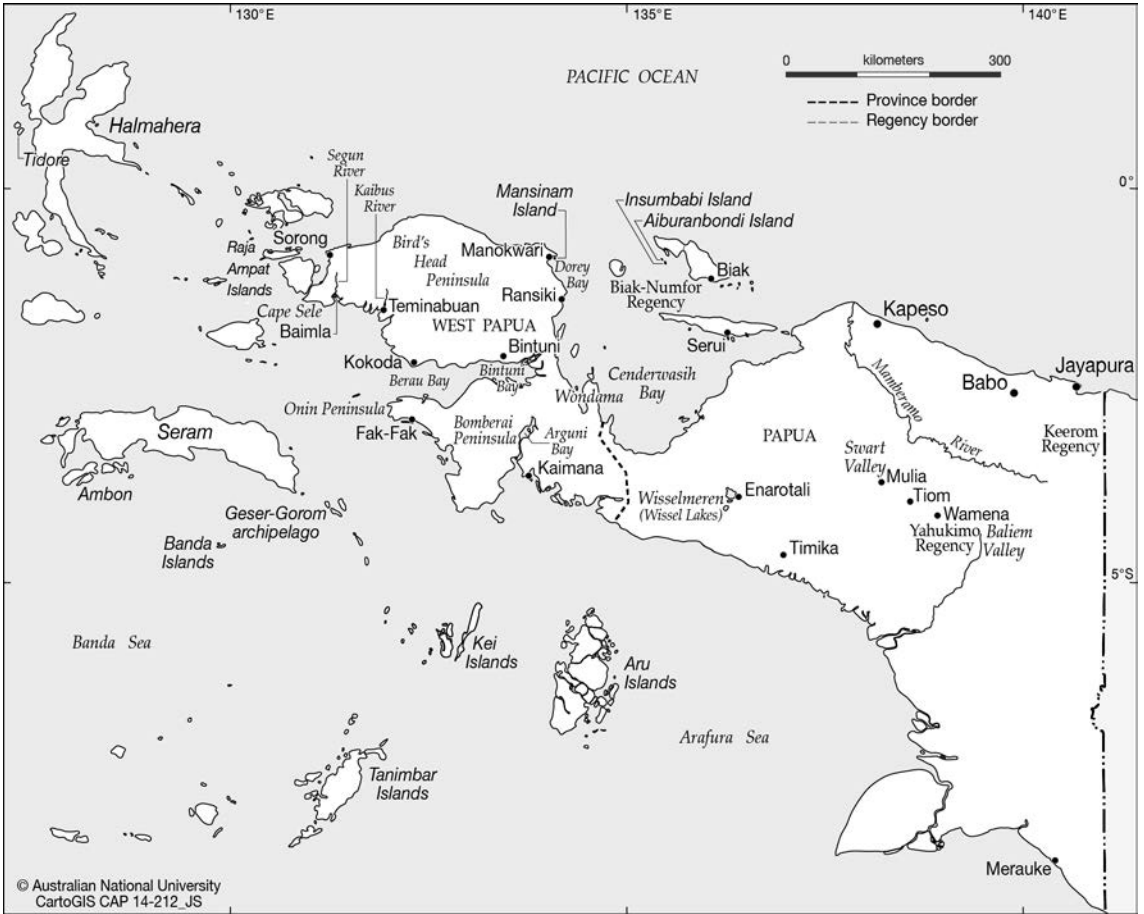 130°E
135°E
140°E
0
kilometers
300
PACIFIC OCEAN
Province border
Regency border
Halmahera
Tidore
Segun
River
Kaibus
River
Mansinam
Island
0°
Insumbabi Island
Aiburanbondi Island
Sorong
Raja
Ampat
Islands
Bird's
Head
Peninsula
Manokwari
Dorey
Bay
Biak
Biak-Numfor
Regency
Ransiki
Cape Sele
Teminabuan
Baimla
WEST PAPUA
Kapeso
Serui
Kokoda
Bintuni
Berau Bay
Bintuni
Bay
Cenderwasih
Bay
Wondama
Jayapura
Babo
Mamberamo
River
Onin Peninsula
Fak-Fak
Bomberai
Peninsula
Arguni
Bay
Kaimana
PAPUA
Keerom
Regency
Swart
Valley
Seram
Ambon
Mulia
Tiom
Wamena
Wisselmeren
(Wissel Lakes)
Enarotali
Geser-Gorom
archipelago
Yahukimo
Regency
Baliem
Valley
Banda
Islands
Timika
5°S
Banda Sea
Kei
Islands
Aru
Islands
Arafura Sea
Tanimbar
Islands
Merauke
© Australian National University
CartoGIS CAP 14-212_JS